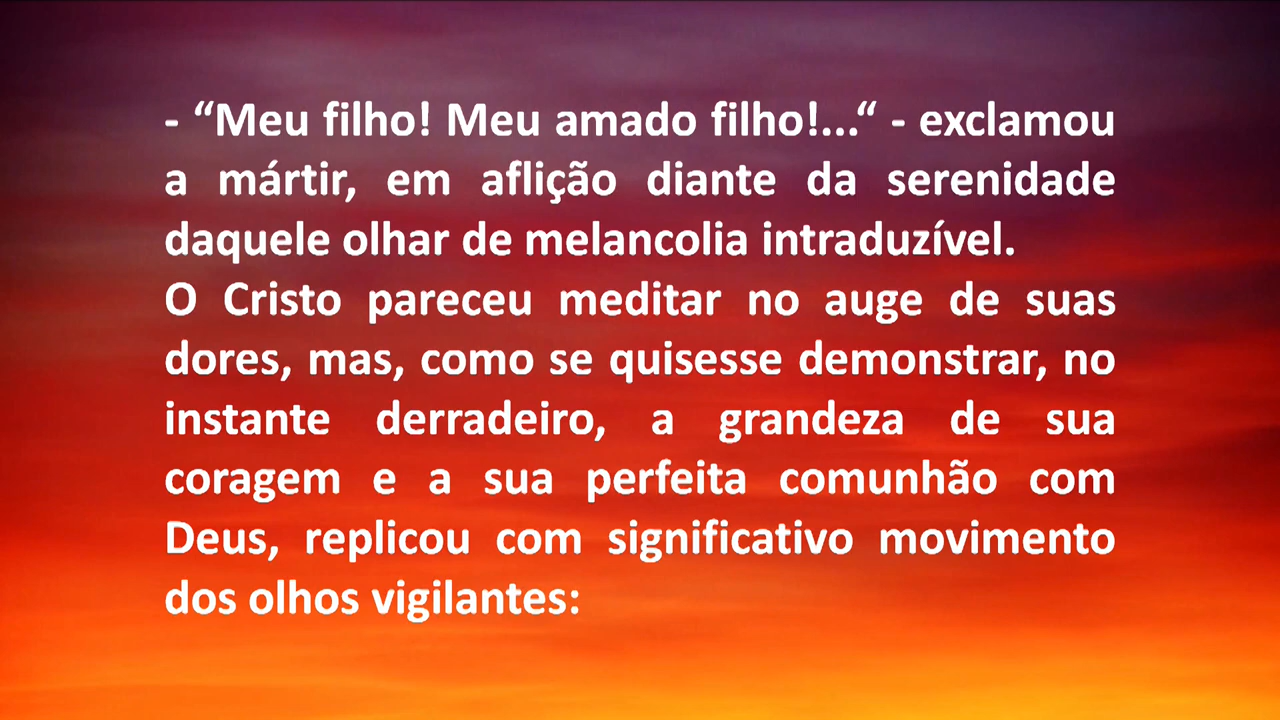 - “Meu filho! Meu amado filho!...“ - exclamou
a mártir, em aflição diante da serenidade
daquele olhar de melancolia intraduzível.
O Cristo pareceu meditar no auge de suas
dores, mas, como se quisesse demonstrar, no
instante derradeiro, a grandeza de sua
coragem e a sua perfeita comunhão com
Deus, replicou com significativo movimento
dos olhos vigilantes: